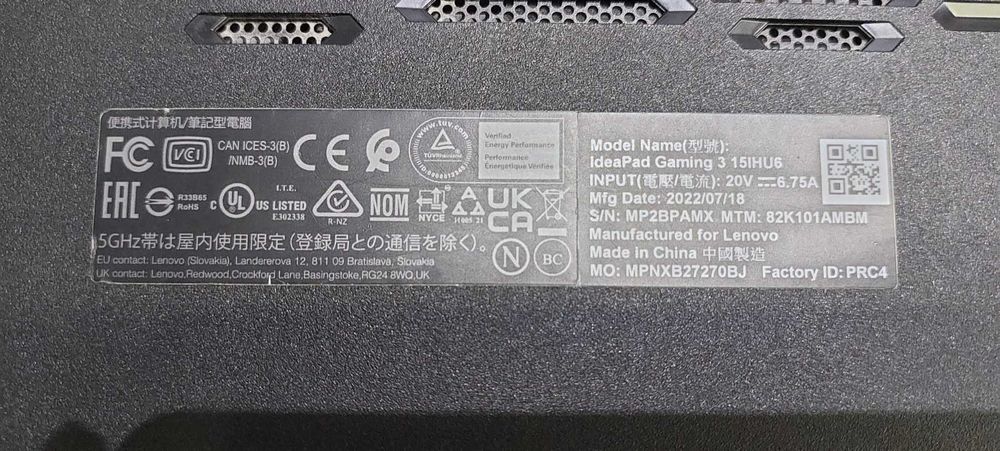 便携式计算机/筆記型電腦
FC
VCI
CAN ICES-3(B)
/NMB-3(B)
CE
www.tuv.com
TÜVRheinland
Verified
Energy Performance
Performance
Énergétique Vérifiée
EAC
R33B65
RoHS
I.T.E.
c UL US LISTED
E302338
R-NZ
NOM
NYCE
UK
CA
5GHz帯は屋内使用限定(登録局との通信を除く)。
N
BC
EU contact: Lenovo (Slovakia), Landererova 12, 811 09 Bratislava, Slovakia
UK contact: Lenovo,Redwood,Crockford Lane,Basingstoke,RG24 8WQ,UK
Model Name(型號):
IdeaPad Gaming 3 15IHU6
INPUT(電壓/電流): 20V ⎓6.75A
Mfg Date: 2022/07/18
S/N: MP2BPAMX MTM: 82K101AMBM
Manufactured for Lenovo
Made in China 中國製造
MO: MPNXB27270BJ Factory ID: PRC4